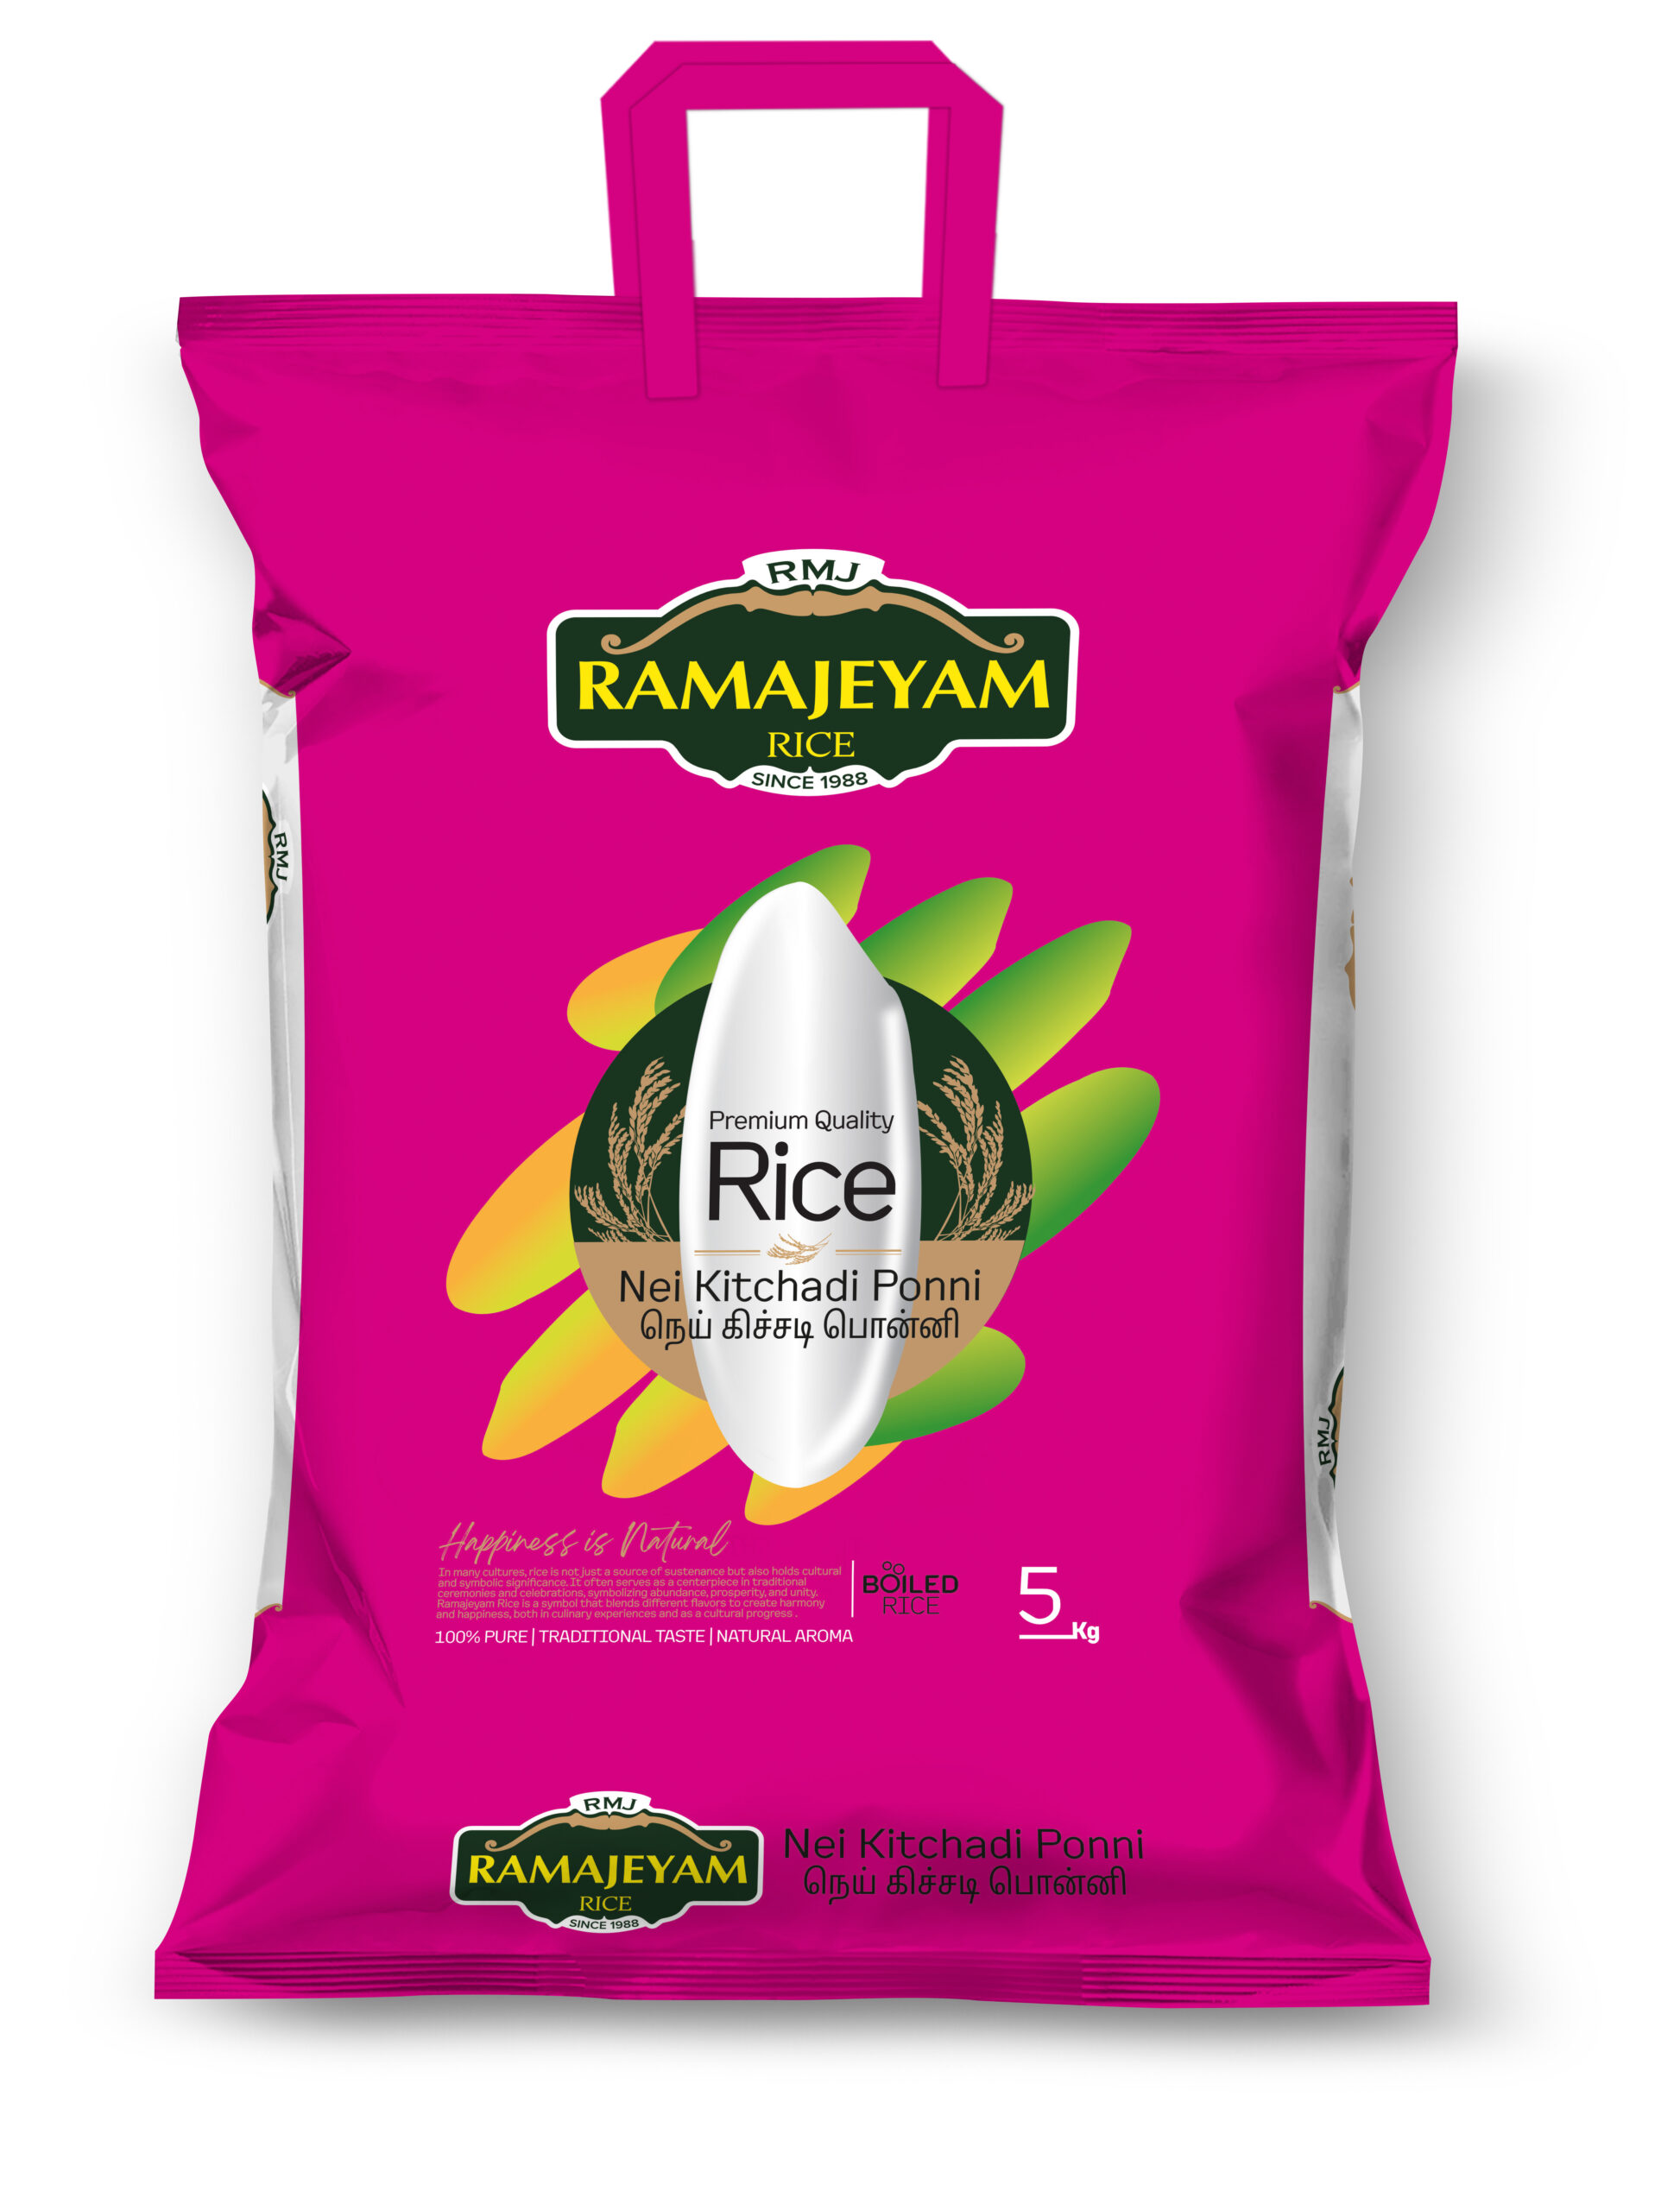 RMJ
RAMAJEYAM
RICE
SINCE 1988
RMJ
Premium Quality
Rice
Nei Kitchadi Ponni
நெய் கிச்சடி பொன்னி
RMJ
Happiness is Natural
In many cultures, rice is not just a source of sustenance but also holds cultural
and symbolic significance. It often serves as a centerpiece in traditional
ceremonies and celebrations, symbolizing abundance, prosperity, and unity.
Ramajeyam Rice is a symbol that blends different flavors to create harmony
and happiness, both in culinary experiences and as a cultural progress .
100% PURE | TRADITIONAL TASTE | NATURAL AROMA
BOILED
RICE
5 Kg
RMJ
RAMAJEYAM
RICE
SINCE 1988
Nei Kitchadi Ponni
நெய் கிச்சடி பொன்னி